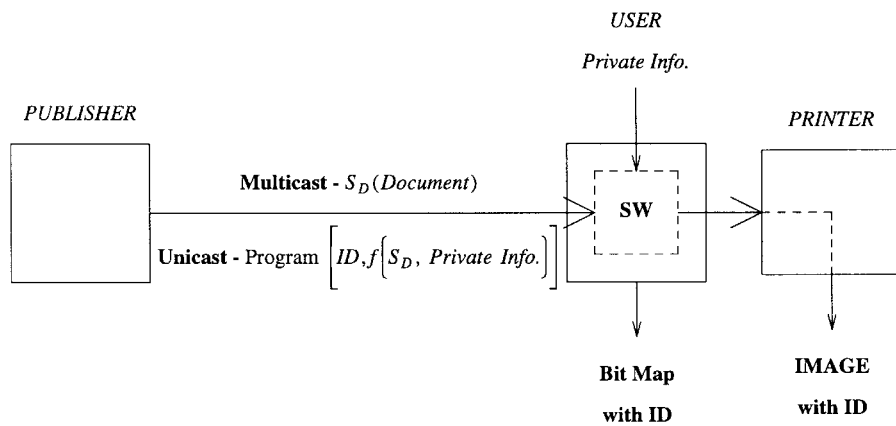 USER
Private Info.
PUBLISHER
PRINTER
Multicast - S_D (Document)
SW
Unicast - Program [ID, f{S_D, Private Info.}]
Bit Map
with ID
IMAGE
with ID